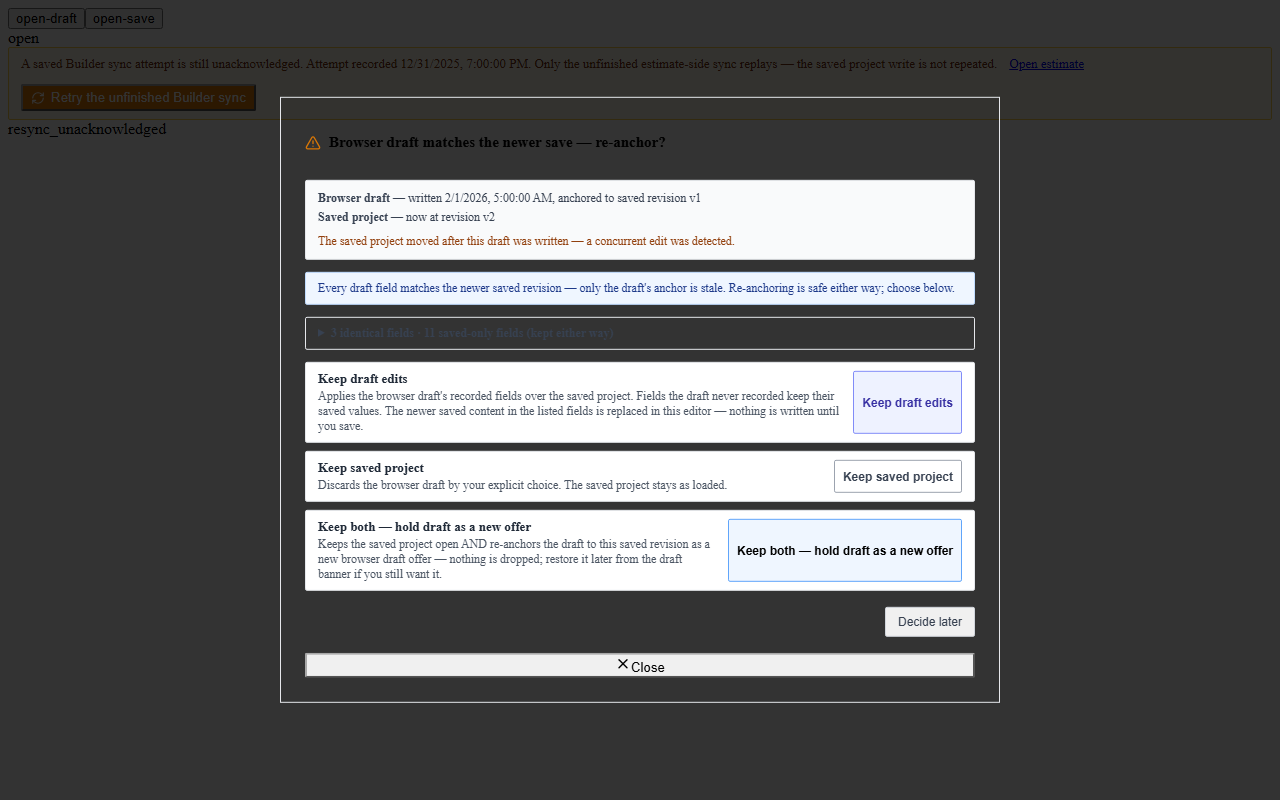 open-draft open-save
open
A saved Builder sync attempt is still unacknowledged. Attempt recorded 12/31/2025, 7:00:00 PM. Only the unfinished estimate-side sync replays — the saved project write is not repeated. Open estimate
Retry the unfinished Builder sync
resync_unacknowledged
Browser draft matches the newer save — re-anchor?
Browser draft — written 2/1/2026, 5:00:00 AM, anchored to saved revision v1
Saved project — now at revision v2
The saved project moved after this draft was written — a concurrent edit was detected.
Every draft field matches the newer saved revision — only the draft's anchor is stale. Re-anchoring is safe either way; choose below.
3 identical fields · 11 saved-only fields (kept either way)
Keep draft edits
Applies the browser draft's recorded fields over the saved project. Fields the draft never recorded keep their
saved values. The newer saved content in the listed fields is replaced in this editor — nothing is written until
you save.
Keep draft edits
Keep saved project
Discards the browser draft by your explicit choice. The saved project stays as loaded.
Keep saved project
Keep both — hold draft as a new offer
Keeps the saved project open AND re-anchors the draft to this saved revision as a
new browser draft offer — nothing is dropped; restore it later from the draft
banner if you still want it.
Keep both — hold draft as a new offer
Decide later
Close